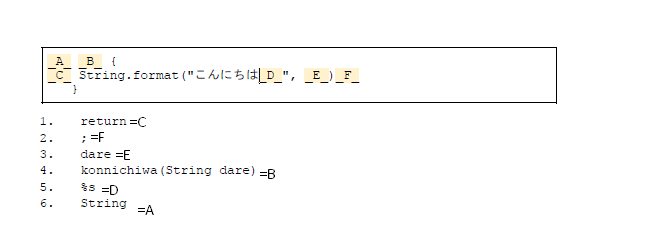 _A_ _B_ {
_C_ String.format("こんにちは_D_", _E_)_F_
}
1. return =C
2. ; =F
3. dare =E
4. konnichiwa(String dare) =B
5. %s =D
6. String =A